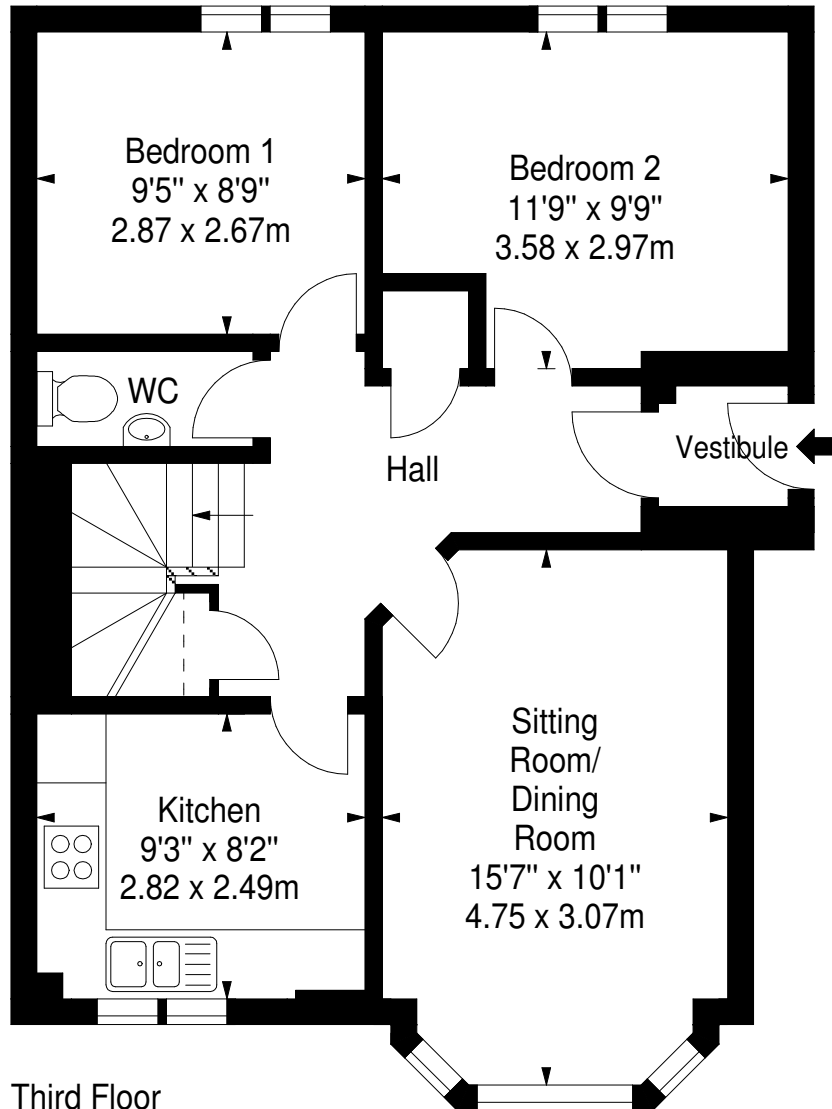 Bedroom 1
9'5" x 8'9"
2.87 x 2.67m
Bedroom 2
11'9" x 9'9"
3.58 x 2.97m
WC
Hall
Vestibule
Sitting
Room/
Dining
Room
15'7" x 10'1"
4.75 x 3.07m
Kitchen
9'3" x 8'2"
2.82 x 2.49m
Third Floor